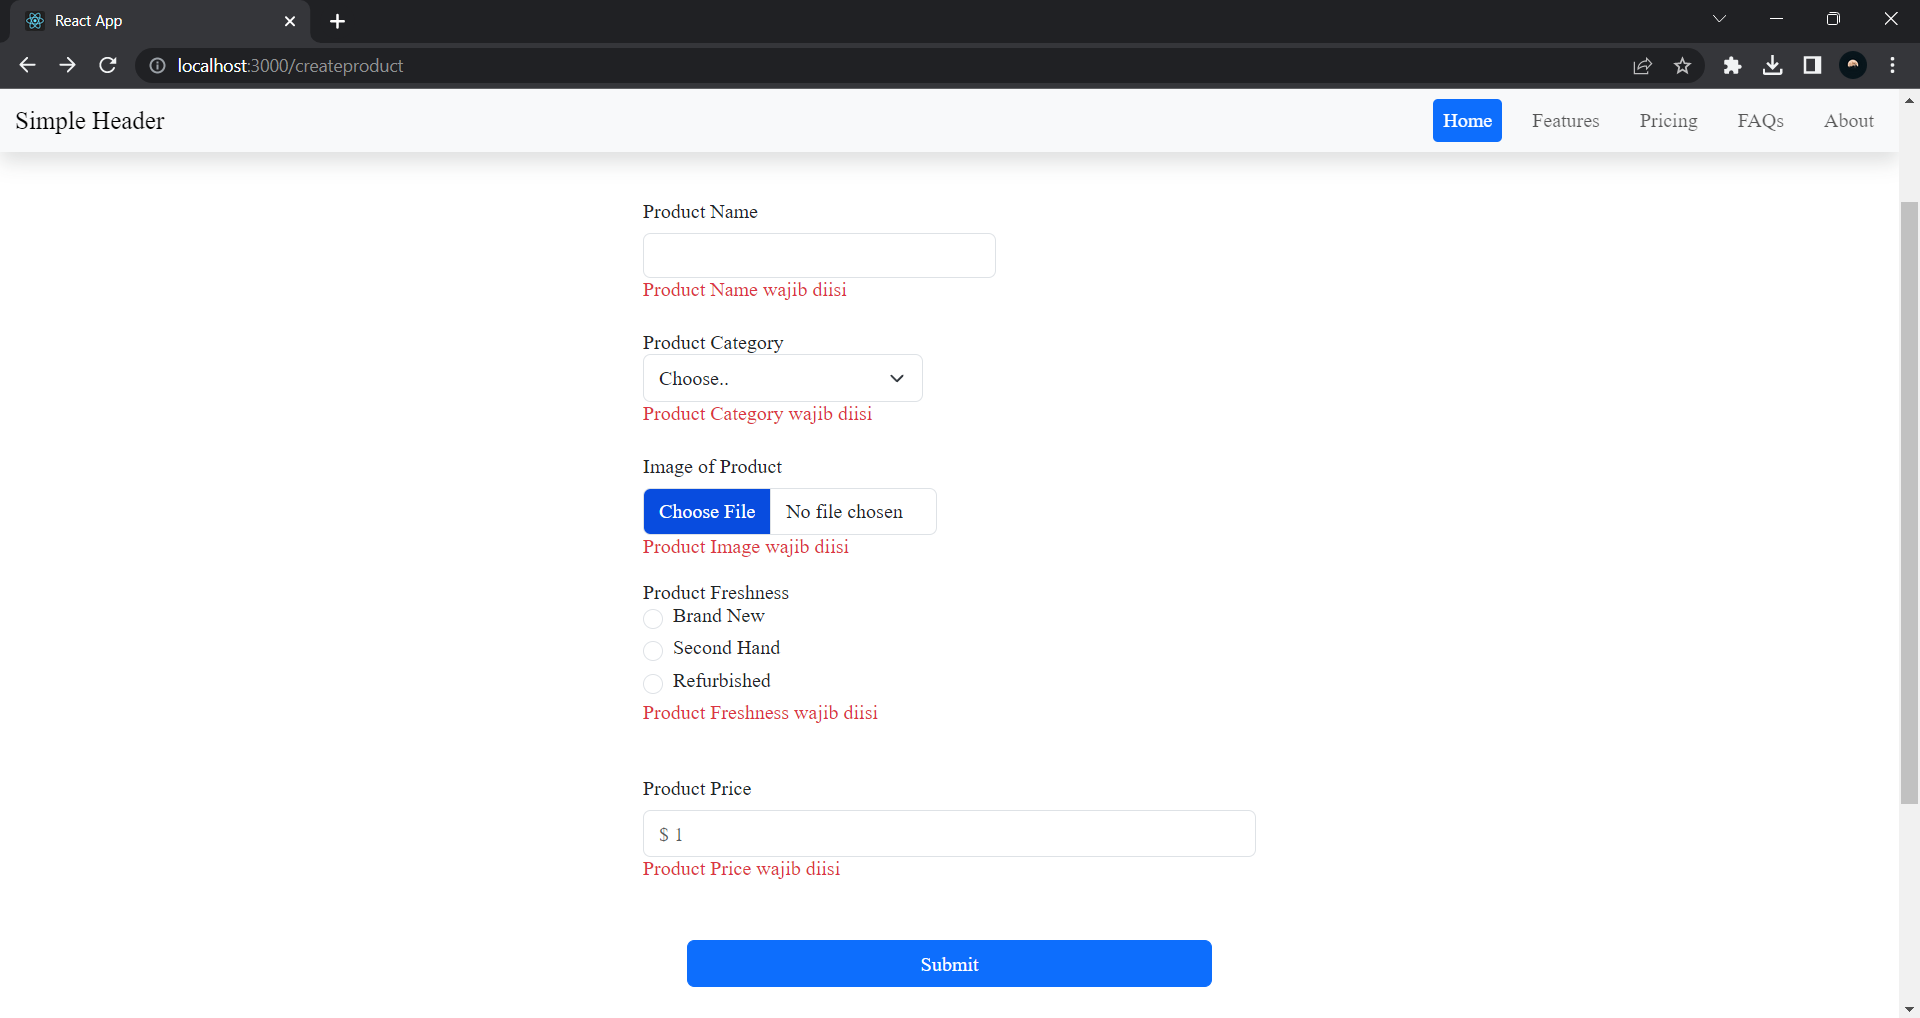 React App
localhost:3000/createproduct
Simple Header
Home Features Pricing FAQs About
Product Name
Product Name wajib diisi
Product Category
Choose..
Product Category wajib diisi
Image of Product
Choose File No file chosen
Product Image wajib diisi
Product Freshness
Brand New
Second Hand
Refurbished
Product Freshness wajib diisi
Product Price
$ 1
Product Price wajib diisi
Submit